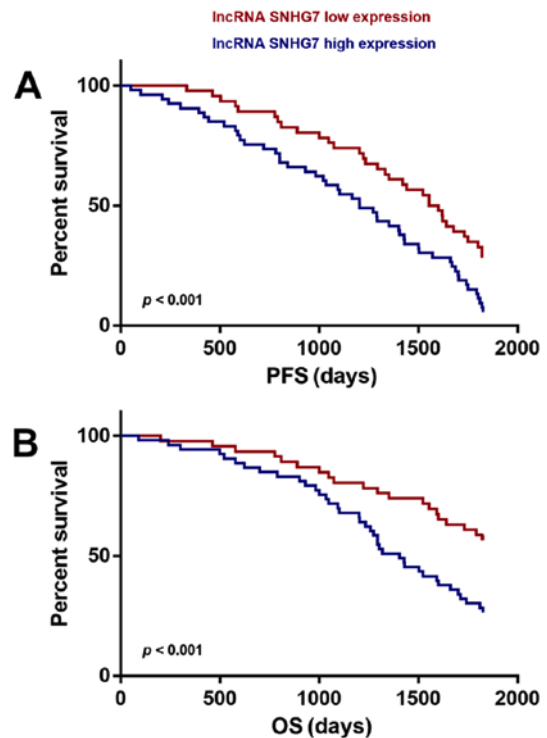 lncRNA SNHG7 low expression
lncRNA SNHG7 high expression
A
Percent survival
100
50
0
p < 0.001
0 500 1000 1500 2000
PFS (days)
B
Percent survival
100
50
0
p < 0.001
0 500 1000 1500 2000
OS (days)